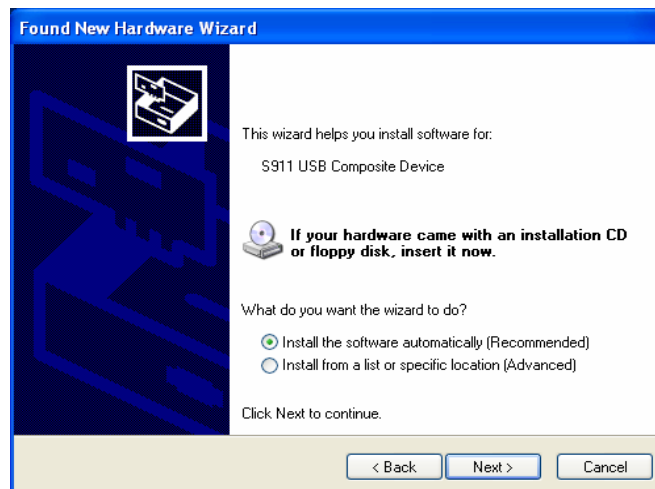 Found New Hardware Wizard
This wizard helps you install software for:
S911 USB Composite Device
If your hardware came with an installation CD
or floppy disk, insert it now.
What do you want the wizard to do?
Install the software automatically (Recommended)
Install from a list or specific location (Advanced)
Click Next to continue.
< Back Next > Cancel